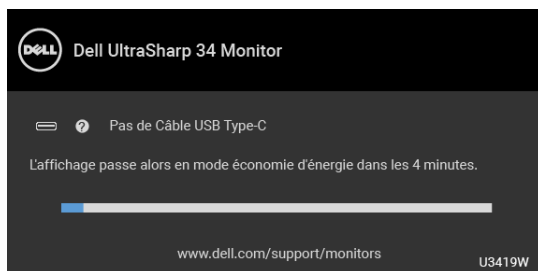 DELL Dell UltraSharp 34 Monitor
? Pas de Câble USB Type-C
L'affichage passe alors en mode économie d'énergie dans les 4 minutes.
www.dell.com/support/monitors
U3419W